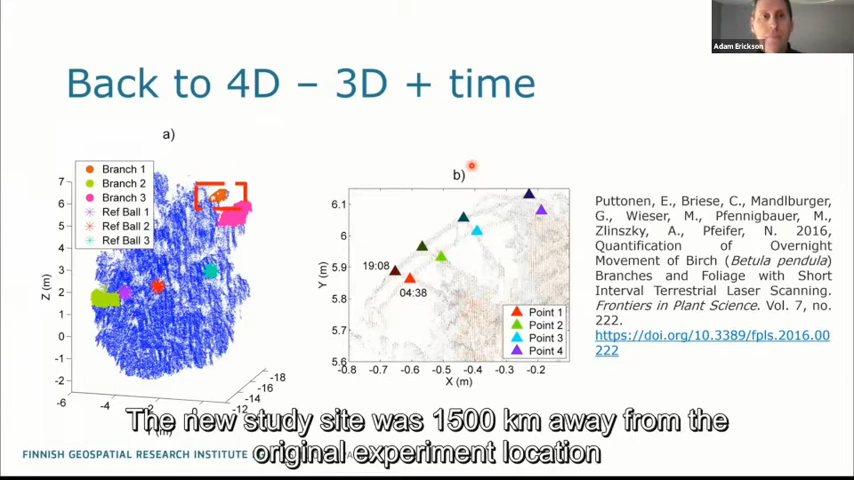 Adam Erickson
Back to 4D – 3D + time
a)
Branch 1
Branch 2
Branch 3
Ref Ball 1
Ref Ball 2
Ref Ball 3
7
6
5
4
3
2
1
0
-1
-2
Z (m)
-6
-4
-2
-12
-14
-16
-18
b)
6.1
6
5.9
5.8
5.7
5.6
Y (m)
19:08
04:38
Point 1
Point 2
Point 3
Point 4
-0.8 -0.7 -0.6 -0.5 -0.4 -0.3 -0.2
X (m)
Puttonen, E., Briese, C., Mandlburger,
G., Wieser, M., Pfennigbauer, M.,
Zlinszky, A., Pfeifer, N. 2016,
Quantification of Overnight
Movement of Birch (Betula pendula)
Branches and Foliage with Short
Interval Terrestrial Laser Scanning.
Frontiers in Plant Science. Vol. 7, no.
222.
https://doi.org/10.3389/fpls.2016.00
222
The new study site was 1500 km away from the
original experiment location
FINNISH GEOSPATIAL RESEARCH INSTITUTE